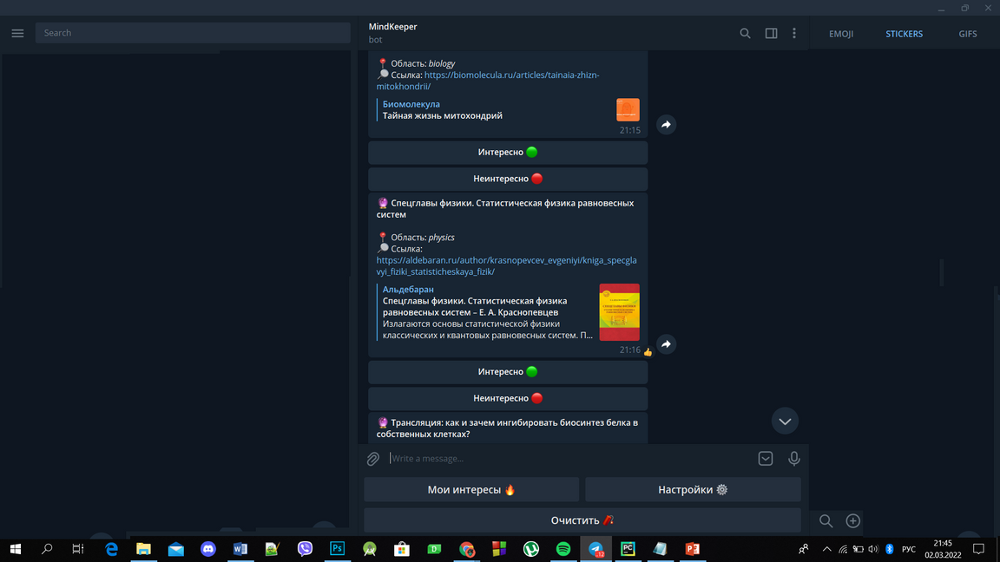 Search
MindKeeper
bot
EMOJI
STICKERS
GIFS
Область: biology
Ссылка: https://biomolecula.ru/articles/tainaia-zhizn-
mitokhondrii/
Биомолекула
Тайная жизнь митохондрий
21:15
Интересно
Неинтересно
Спецглавы физики. Статистическая физика равновесных
систем
Область: physics
Ссылка:
https://aldebaran.ru/author/krasnopevcev_evgeniyi/kniga_specgla
vyi_fiziki_statisticheskaya_fizik/
Альдебаран
Спецглавы физики. Статистическая физика
равновесных систем – Е. А. Краснопевцев
Излагаются основы статистической физики
классических и квантовых равновесных систем. П...
21:16
Интересно
Неинтересно
Трансляция: как и зачем ингибировать биосинтез белка в
собственных клетках?
Write a message...
Мои интересы
Настройки
Очистить
РУС
21:45
02.03.2022